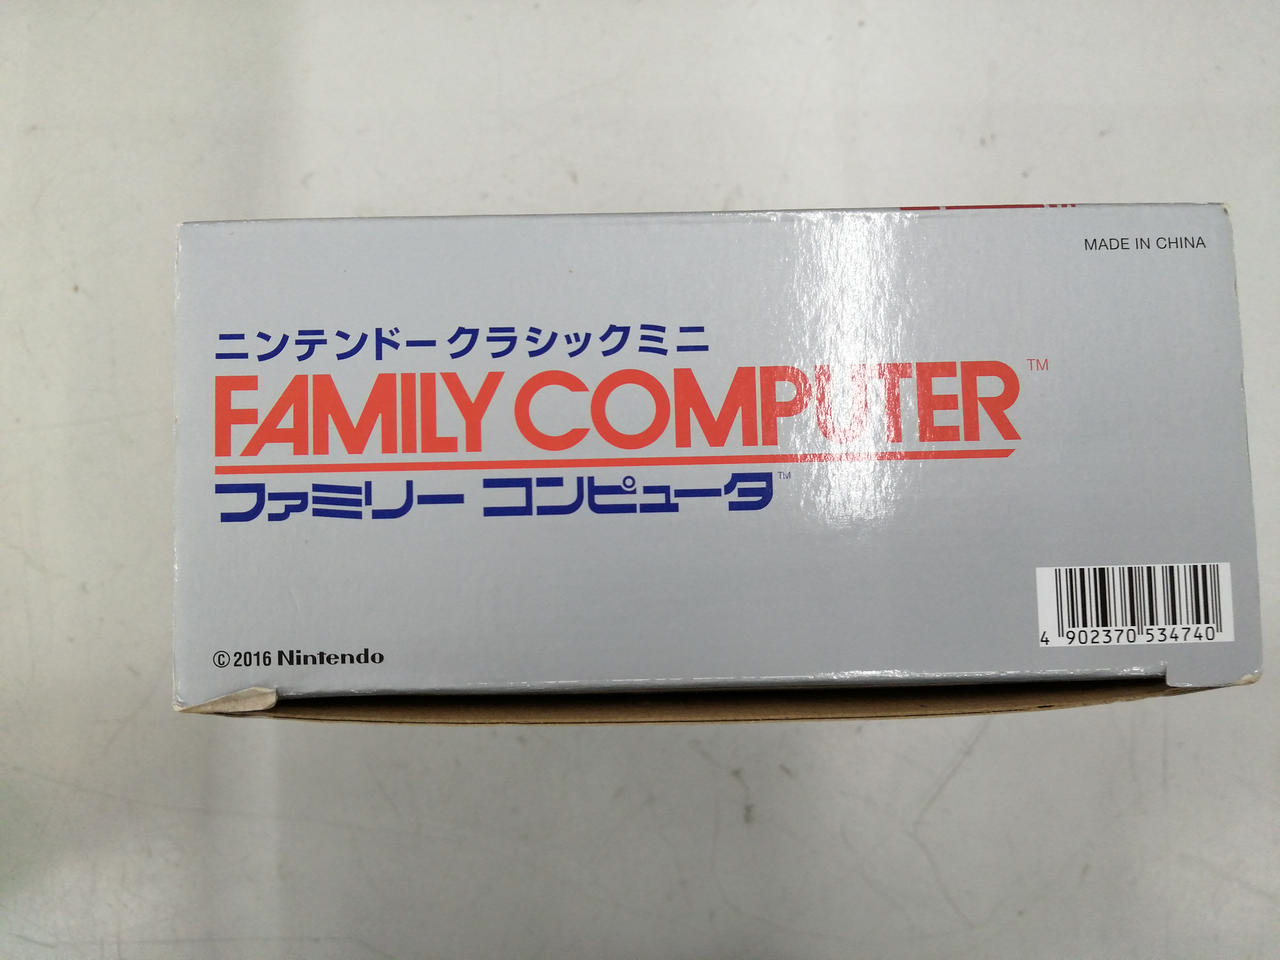 MADE IN CHINA
ニンテンドークラシックミニ
FAMILY COMPUTER™
ファミリー コンピュータ™
4 902370 534740
©2016 Nintendo